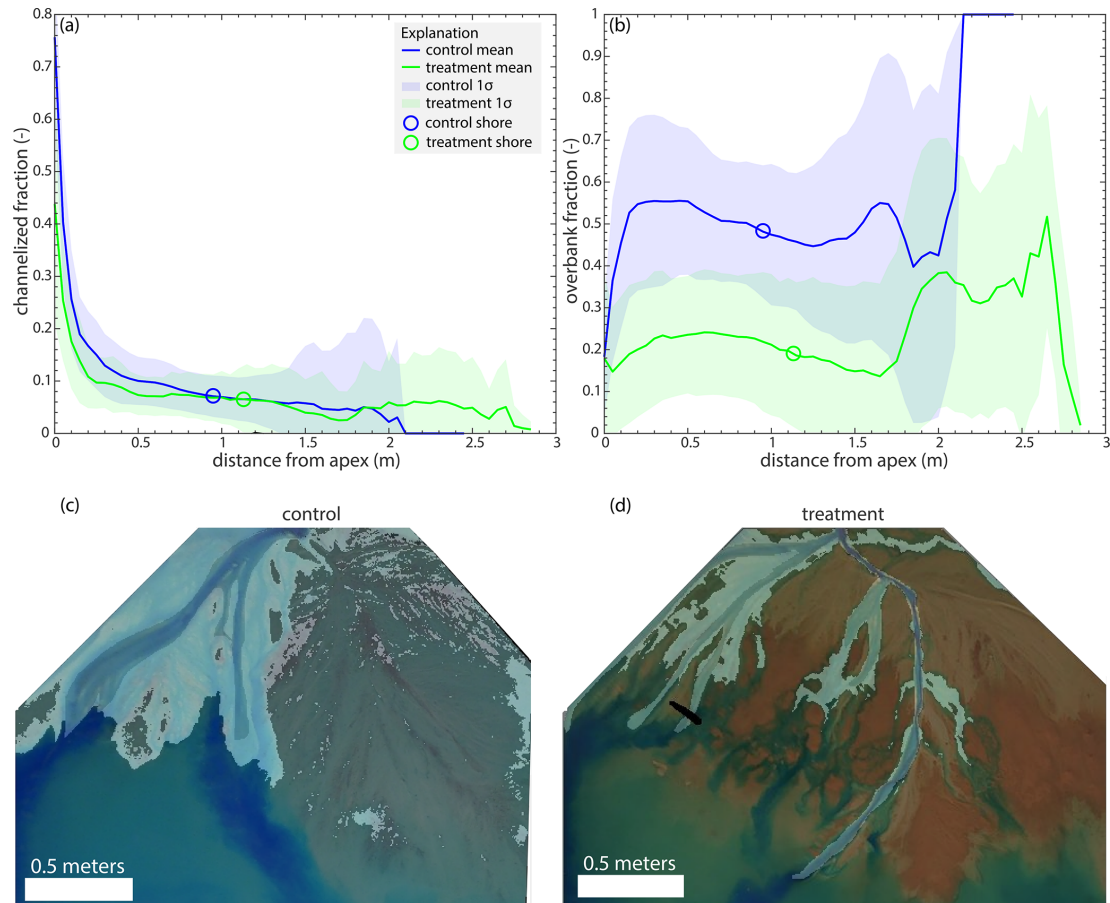 (a)
0.8
0.7
0.6
0.5
0.4
0.3
0.2
0.1
0
channelized fraction (-)
0 0.5 1 1.5 2 2.5 3
distance from apex (m)
Explanation
control mean
treatment mean
control 1σ
treatment 1σ
control shore
treatment shore
(b)
1
0.9
0.8
0.7
0.6
0.5
0.4
0.3
0.2
0.1
0
overbank fraction (-)
0 0.5 1 1.5 2 2.5 3
distance from apex (m)
(c)
control
0.5 meters
(d)
treatment
0.5 meters